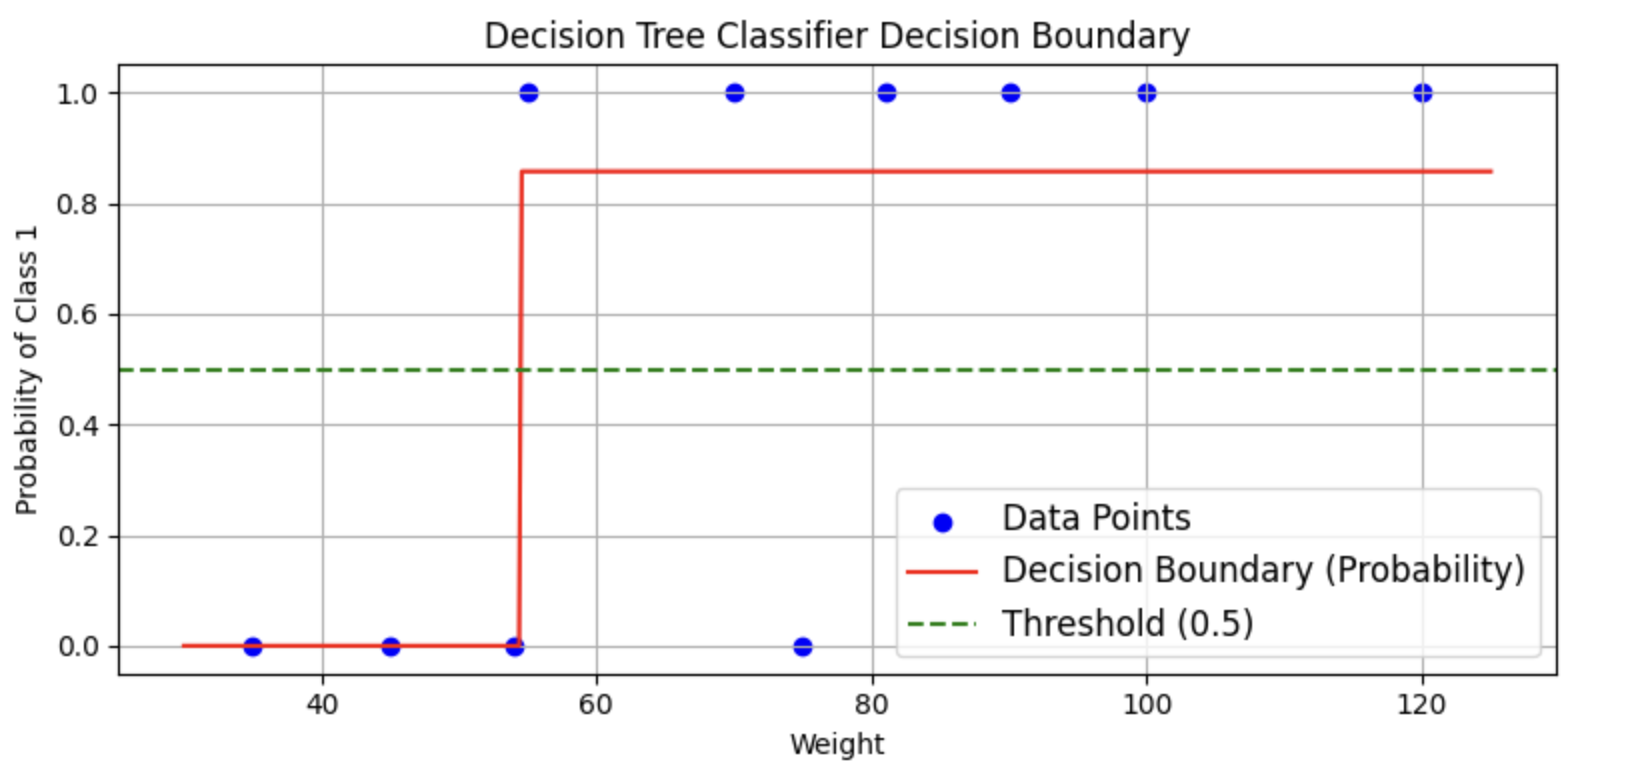 Decision Tree Classifier Decision Boundary
Probability of Class 1
1.0
0.8
0.6
0.4
0.2
0.0
Data Points
Decision Boundary (Probability)
Threshold (0.5)
40 60 80 100 120
Weight